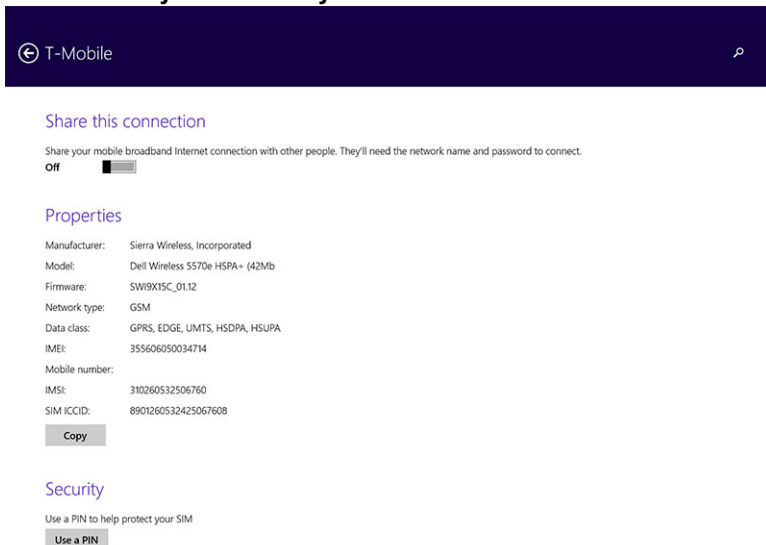 T-Mobile
Share this connection
Share your mobile broadband Internet connection with other people. They'll need the network name and password to connect.
Off
Properties
Manufacturer: Sierra Wireless, Incorporated
Model: Dell Wireless 5570e HSPA+ (42Mb
Firmware: SWI9X15C_01.12
Network type: GSM
Data class: GPRS, EDGE, UMTS, HSDPA, HSUPA
IMEI: 355606050034714
Mobile number:
IMSI: 310260532506760
SIM ICCID: 8901260532425067608
Copy
Security
Use a PIN to help protect your SIM
Use a PIN